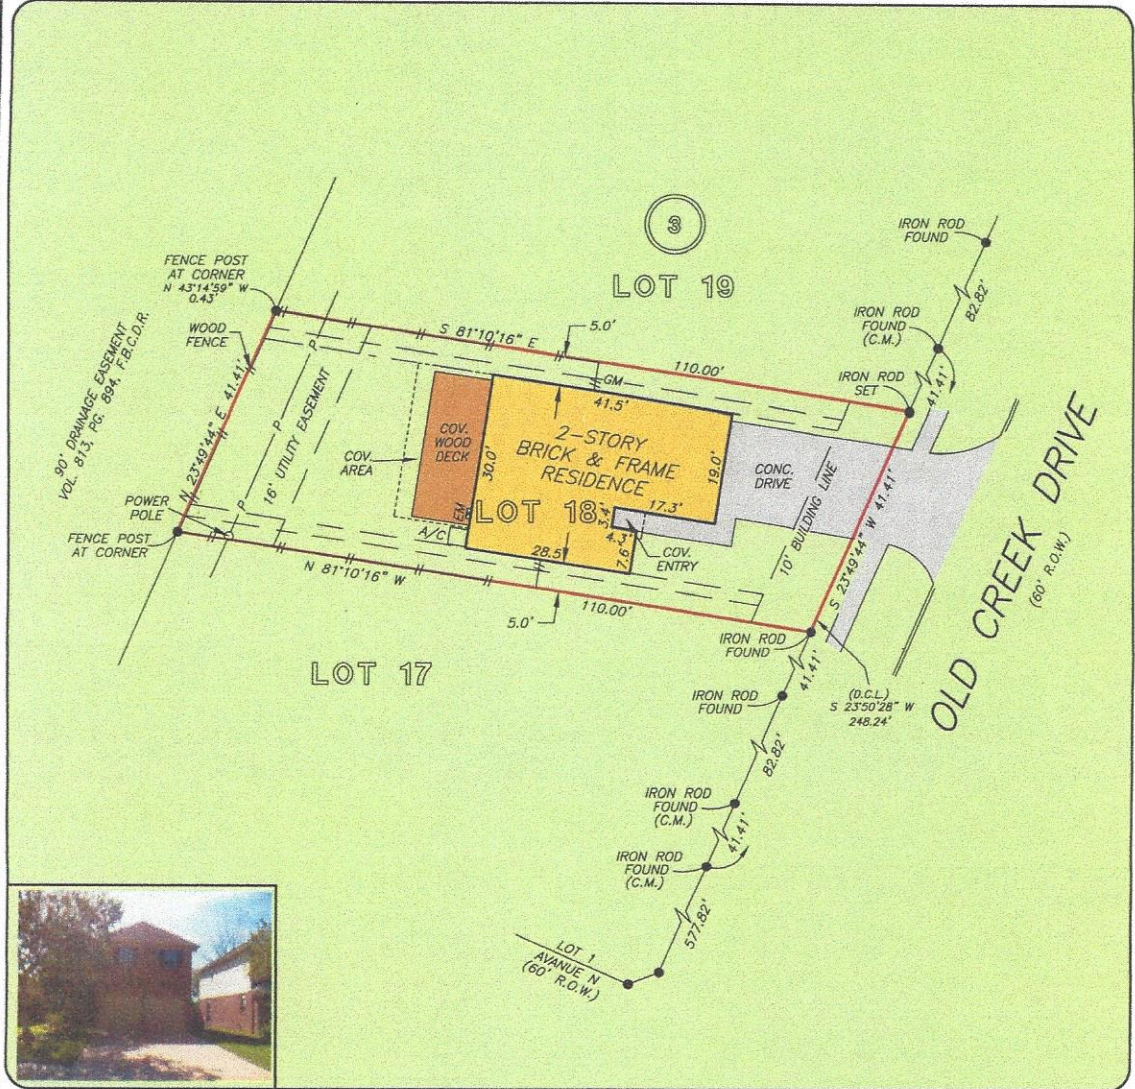 3
LOT 19
IRON ROD
FOUND
82.82'
IRON ROD
FOUND
(C.M.)
41.41'
IRON ROD
SET
FENCE POST
AT CORNER
N 43°14'59" W
0.43'
WOOD
FENCE
90' DRAINAGE EASEMENT
VOL. 813, PG. 894, F.B.C.D.R.
N 23°49'44" E 41.41'
P
P
P
16' UTILITY EASEMENT
S 81°10'16" E
5.0'
110.00'
GM
41.5'
COV.
AREA
COV.
WOOD
DECK
30.0'
2-STORY
BRICK & FRAME
RESIDENCE
19.0'
CONC.
DRIVE
10' BUILDING LINE
S 23°49'44" W 41.41'
OLD CREEK DRIVE
(60' R.O.W.)
LOT 18
EM
A/C
17.3'
3.4'
4.3'
7.6'
28.5'
COV.
ENTRY
POWER
POLE
FENCE POST
AT CORNER
N 81°10'16" W
5.0'
110.00'
IRON ROD
FOUND
41.41'
(D.C.L.)
S 23°50'28" W
248.24'
LOT 17
IRON ROD
FOUND
82.82'
IRON ROD
FOUND
(C.M.)
41.41'
IRON ROD
FOUND
(C.M.)
577.82'
LOT 1
AVANUE N
(60' R.O.W.)